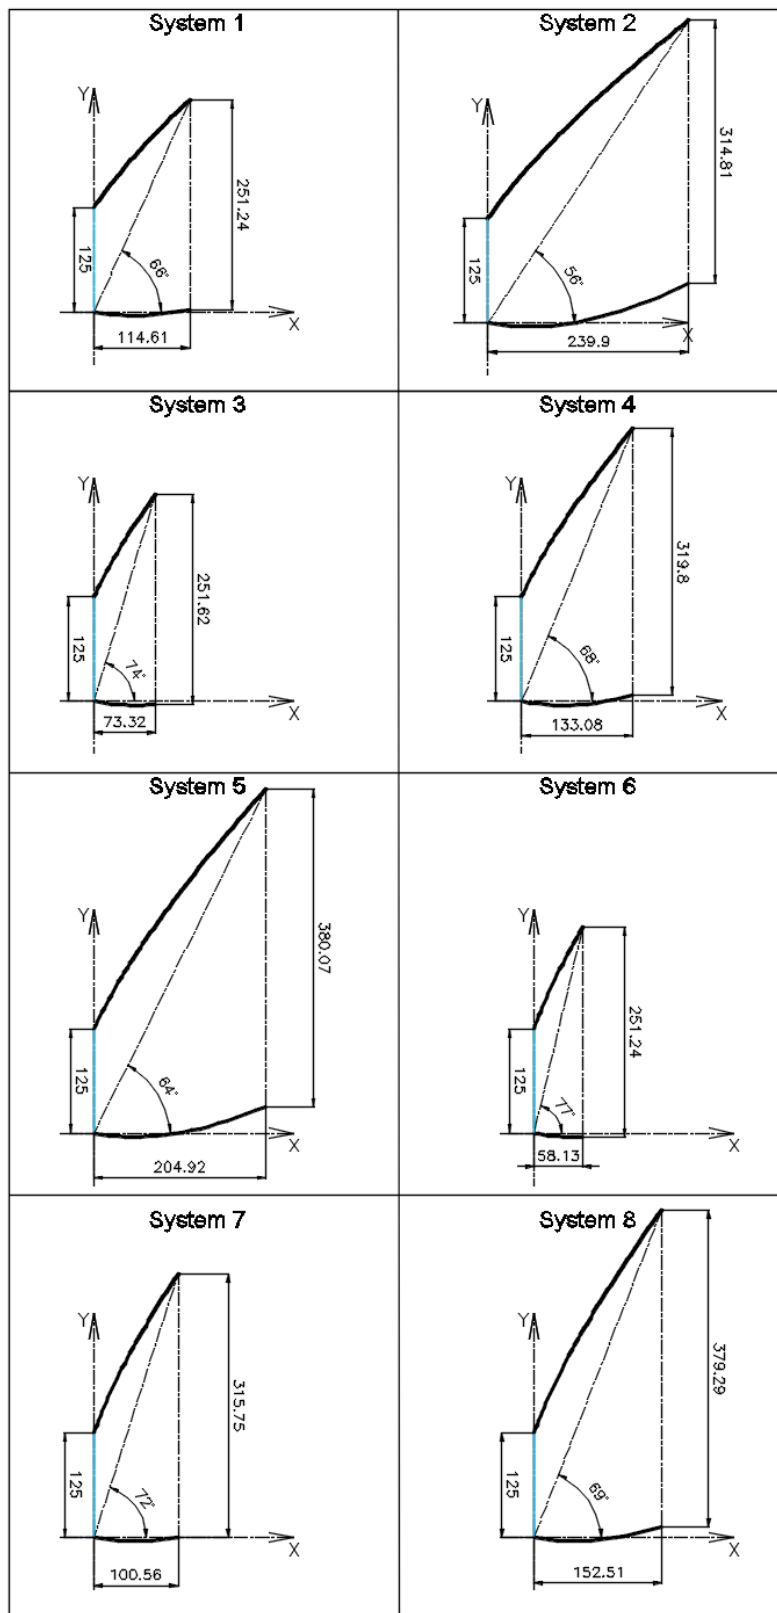 System 1
Y
251.24
125
66°
X
114.61
System 2
Y
314.81
125
56°
X
239.9
System 3
Y
251.62
125
74°
X
73.32
System 4
Y
319.8
125
68°
X
133.08
System 5
Y
380.07
125
64°
X
204.92
System 6
Y
251.24
125
77°
X
58.13
System 7
Y
315.75
125
72°
X
100.56
System 8
Y
379.29
125
69°
X
152.51